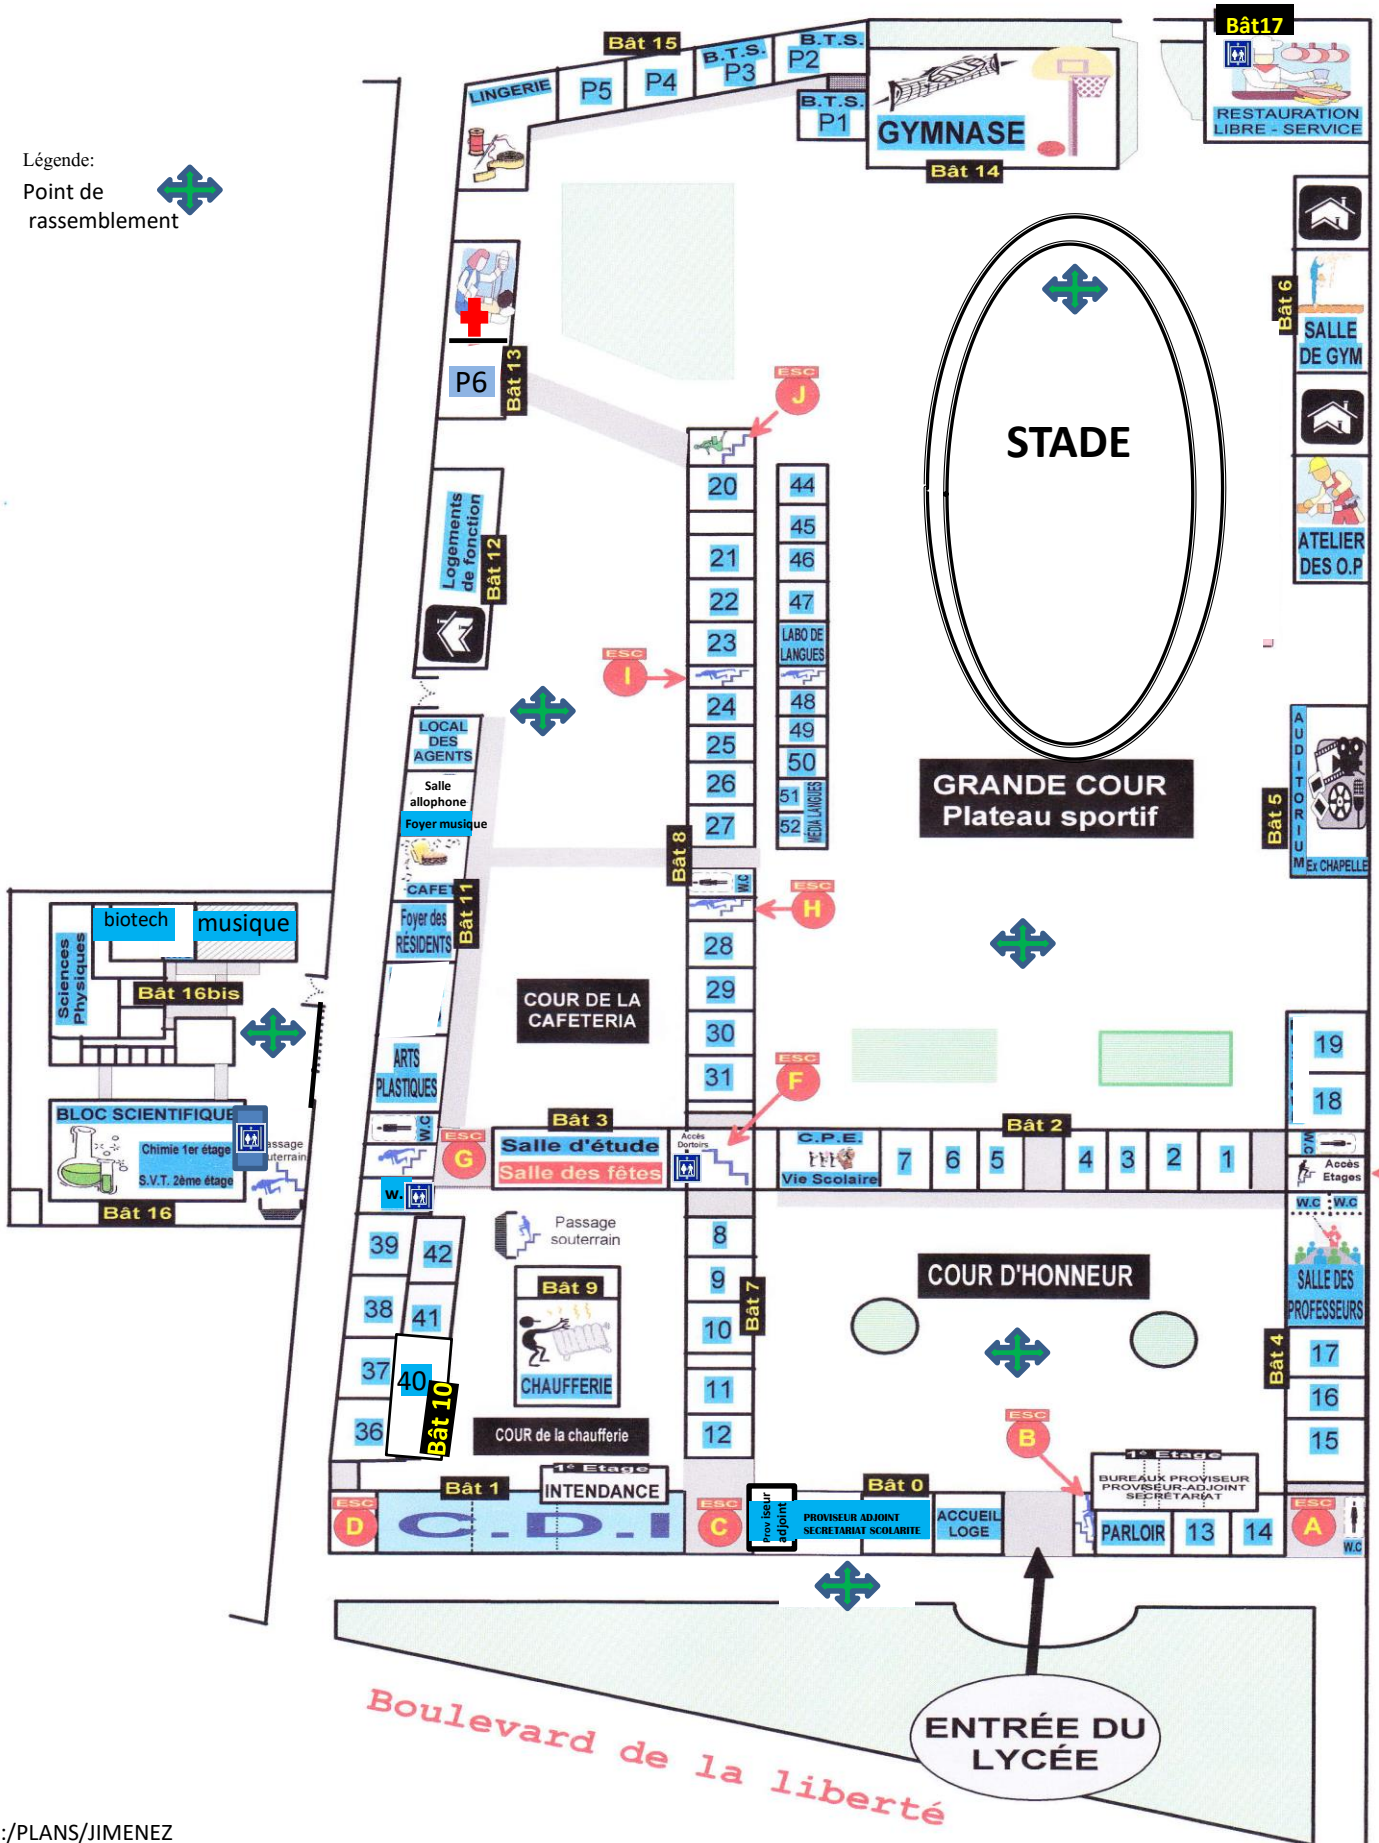 Bât17
Bât 15
B.T.S.
P2
B.T.S.
P3
P4
P5
LINGERIE
B.T.S.
P1
GYMNASE
Bât 14
RESTAURATION
LIBRE - SERVICE
Légende:
Point de
rassemblement
Bât 6
SALLE
DE GYM
P6
Bât 13
ESC
J
STADE
ATELIER
DES O.P
Logements
de fonction
Bât 12
20
21
22
23
44
45
46
47
LABO DE
LANGUES
ESC
I
24
25
26
27
48
49
50
51
52
MÉDIA LANGUES
LOCAL
DES
AGENTS
Salle
allophone
Foyer musique
CAFET
Bât 11
Foyer des
RÉSIDENTS
Bât 8
GRANDE COUR
Plateau sportif
AUDITORIUM
Bât 5
Ex CHAPELLE
W.C
ESC
H
28
29
30
31
biotech
musique
Sciences
Physiques
Bât 16bis
COUR DE LA
CAFETERIA
ARTS
PLASTIQUES
W.C
ESC
F
19
18
BLOC SCIENTIFIQUE
Chimie 1er étage
S.V.T. 2ème étage
assage
uterrain
Bât 16
ESC
G
Bât 3
Salle d'étude
Salle des fêtes
Accès
Dortoirs
C.P.E.
Vie Scolaire
Bât 2
7
6
5
4
3
2
1
W.C
Accès
Etages
w.
W.C
W.C
SALLE DES
PROFESSEURS
39
42
38
41
37
40
36
Bât 10
Passage
souterrain
Bât 9
CHAUFFERIE
COUR de la chaufferie
8
9
10
11
12
Bât 7
COUR D'HONNEUR
Bât 4
17
16
15
ESC
B
1° Etage
BUREAUX PROVISEUR
PROVISEUR-ADJOINT
SECRÉTARIAT
ESC
D
Bât 1
1° Etage
INTENDANCE
C.D.I
ESC
C
Prov iseur
adjoint
Bât 0
PROVISEUR ADJOINT
SECRETARIAT SCOLARITE
ACCUEIL
LOGE
PARLOIR
13
14
ESC
A
W.C
Boulevard de la liberté
ENTRÉE DU
LYCÉE
:/PLANS/JIMENEZ